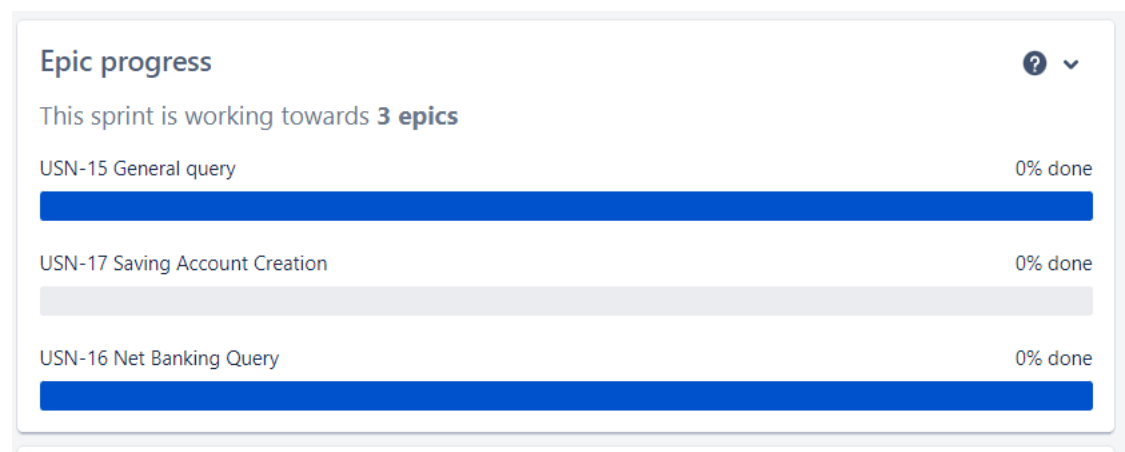 Epic progress
?
This sprint is working towards 3 epics
USN-15 General query 0% done
USN-17 Saving Account Creation 0% done
USN-16 Net Banking Query 0% done